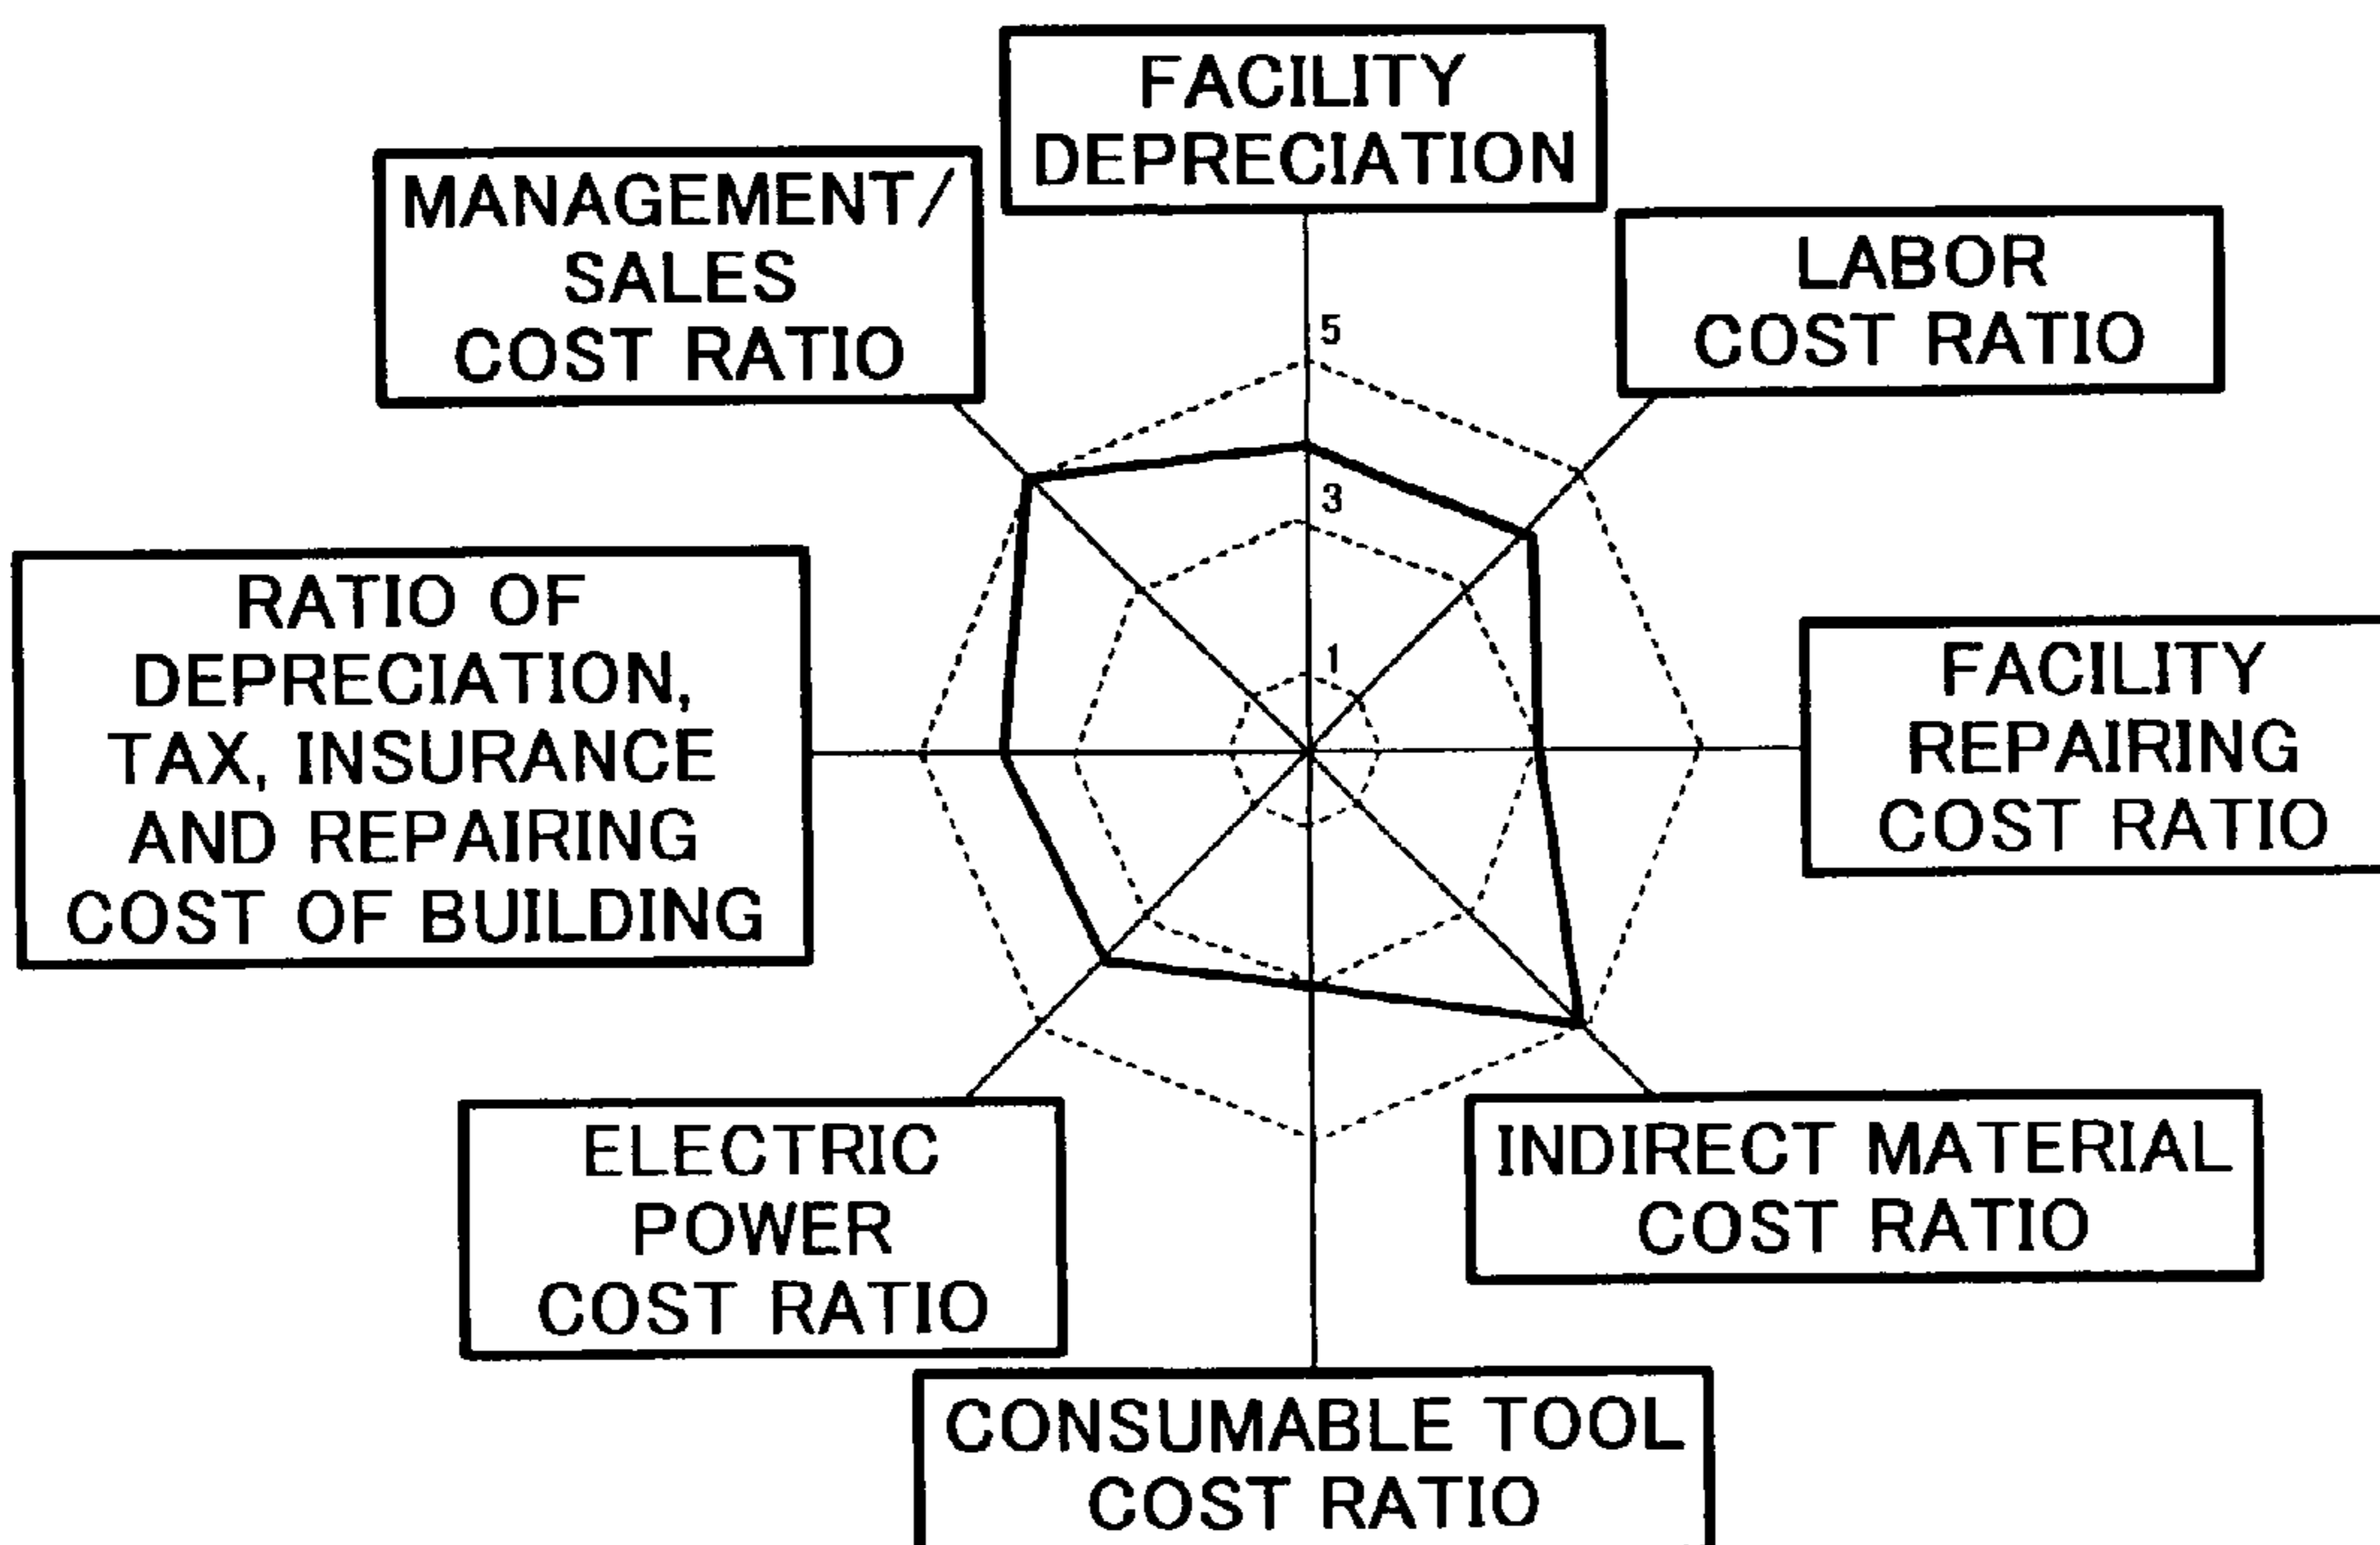 FACILITY
DEPRECIATION
MANAGEMENT/
SALES
COST RATIO
LABOR
COST RATIO
5
3
1
RATIO OF
DEPRECIATION,
TAX, INSURANCE
AND REPAIRING
COST OF BUILDING
FACILITY
REPAIRING
COST RATIO
ELECTRIC
POWER
COST RATIO
INDIRECT MATERIAL
COST RATIO
CONSUMABLE TOOL
COST RATIO